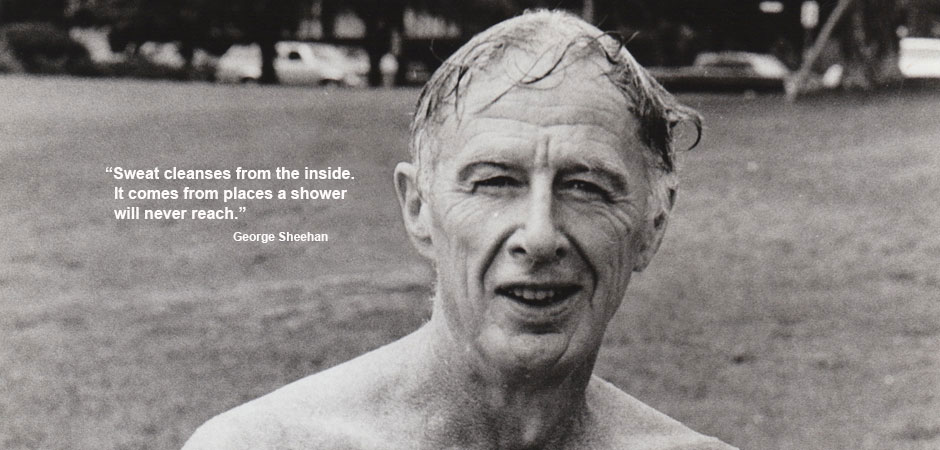 “Sweat cleanses from the inside.
It comes from places a shower
will never reach.”
George Sheehan